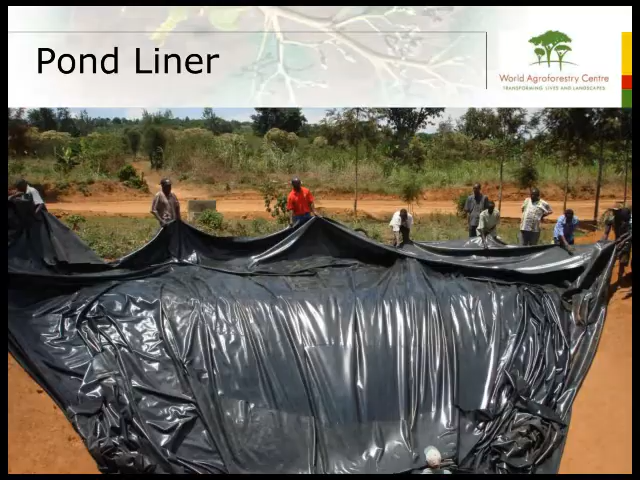 Pond Liner
World Agroforestry Centre
TRANSFORMING LIVES AND LANDSCAPES